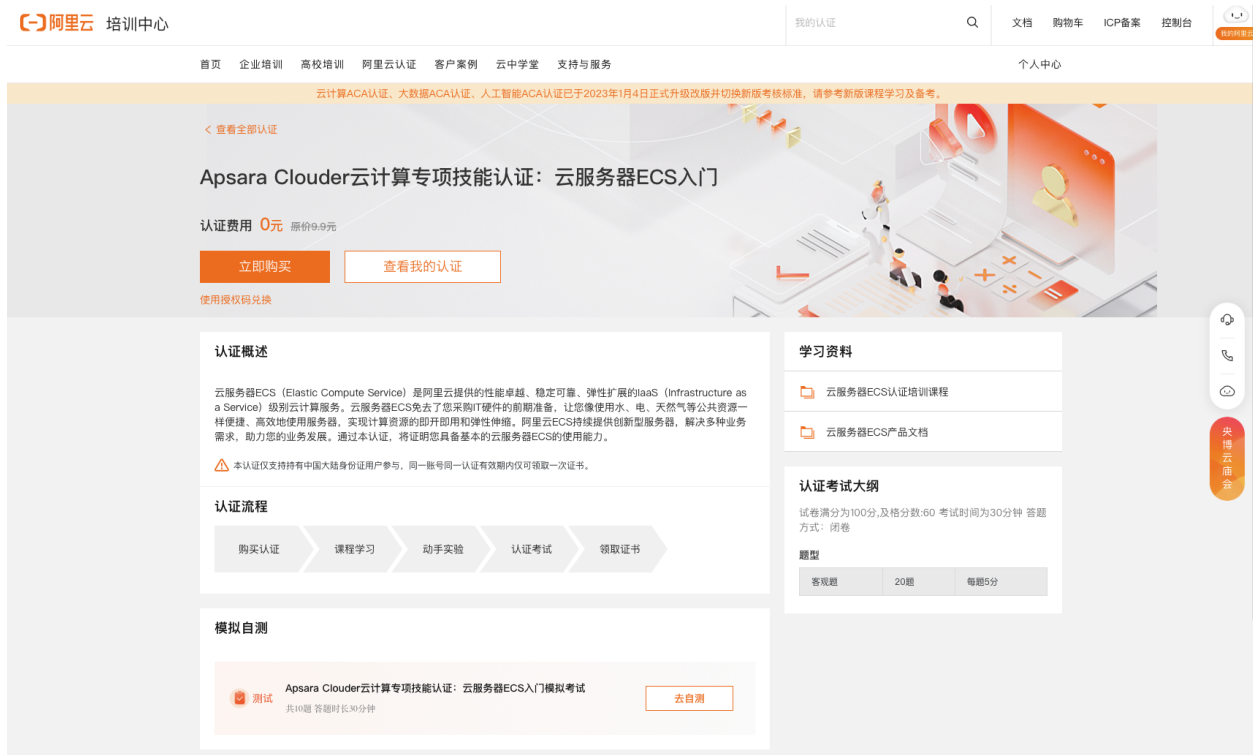 阿里云 培训中心
我的认证
文档 购物车 ICP备案 控制台
我的阿里云
首页 企业培训 高校培训 阿里云认证 客户案例 云中学堂 支持与服务 个人中心
云计算ACA认证、大数据ACA认证、人工智能ACA认证已于2023年1月4日正式升级改版并切换新版考核标准，请参考新版课程学习及备考。
< 查看全部认证
Apsara Clouder云计算专项技能认证：云服务器ECS入门
认证费用 0元 原价9.9元
立即购买 查看我的认证
使用授权码兑换
认证概述
云服务器ECS（Elastic Compute Service）是阿里云提供的性能卓越、稳定可靠、弹性扩展的IaaS（Infrastructure as
a Service）级别云计算服务。云服务器ECS免去了您采购IT硬件的前期准备，让您像使用水、电、天然气等公共资源一
样便捷、高效地使用服务器，实现计算资源的即开即用和弹性伸缩。阿里云ECS持续提供创新型服务器，解决多种业务
需求，助力您的业务发展。通过本认证，将证明您具备基本的云服务器ECS的使用能力。
本认证仅支持持有中国大陆身份证用户参与，同一账号同一认证有效期内仅可领取一次证书。
认证流程
购买认证 课程学习 动手实验 认证考试 领取证书
模拟自测
测试
Apsara Clouder云计算专项技能认证：云服务器ECS入门模拟考试
共10题 答题时长30分钟
去自测
学习资料
云服务器ECS认证培训课程
云服务器ECS产品文档
认证考试大纲
试卷满分为100分,及格分数:60 考试时间为30分钟 答题
方式：闭卷
题型
客观题 20题 每题5分
央博云庙会